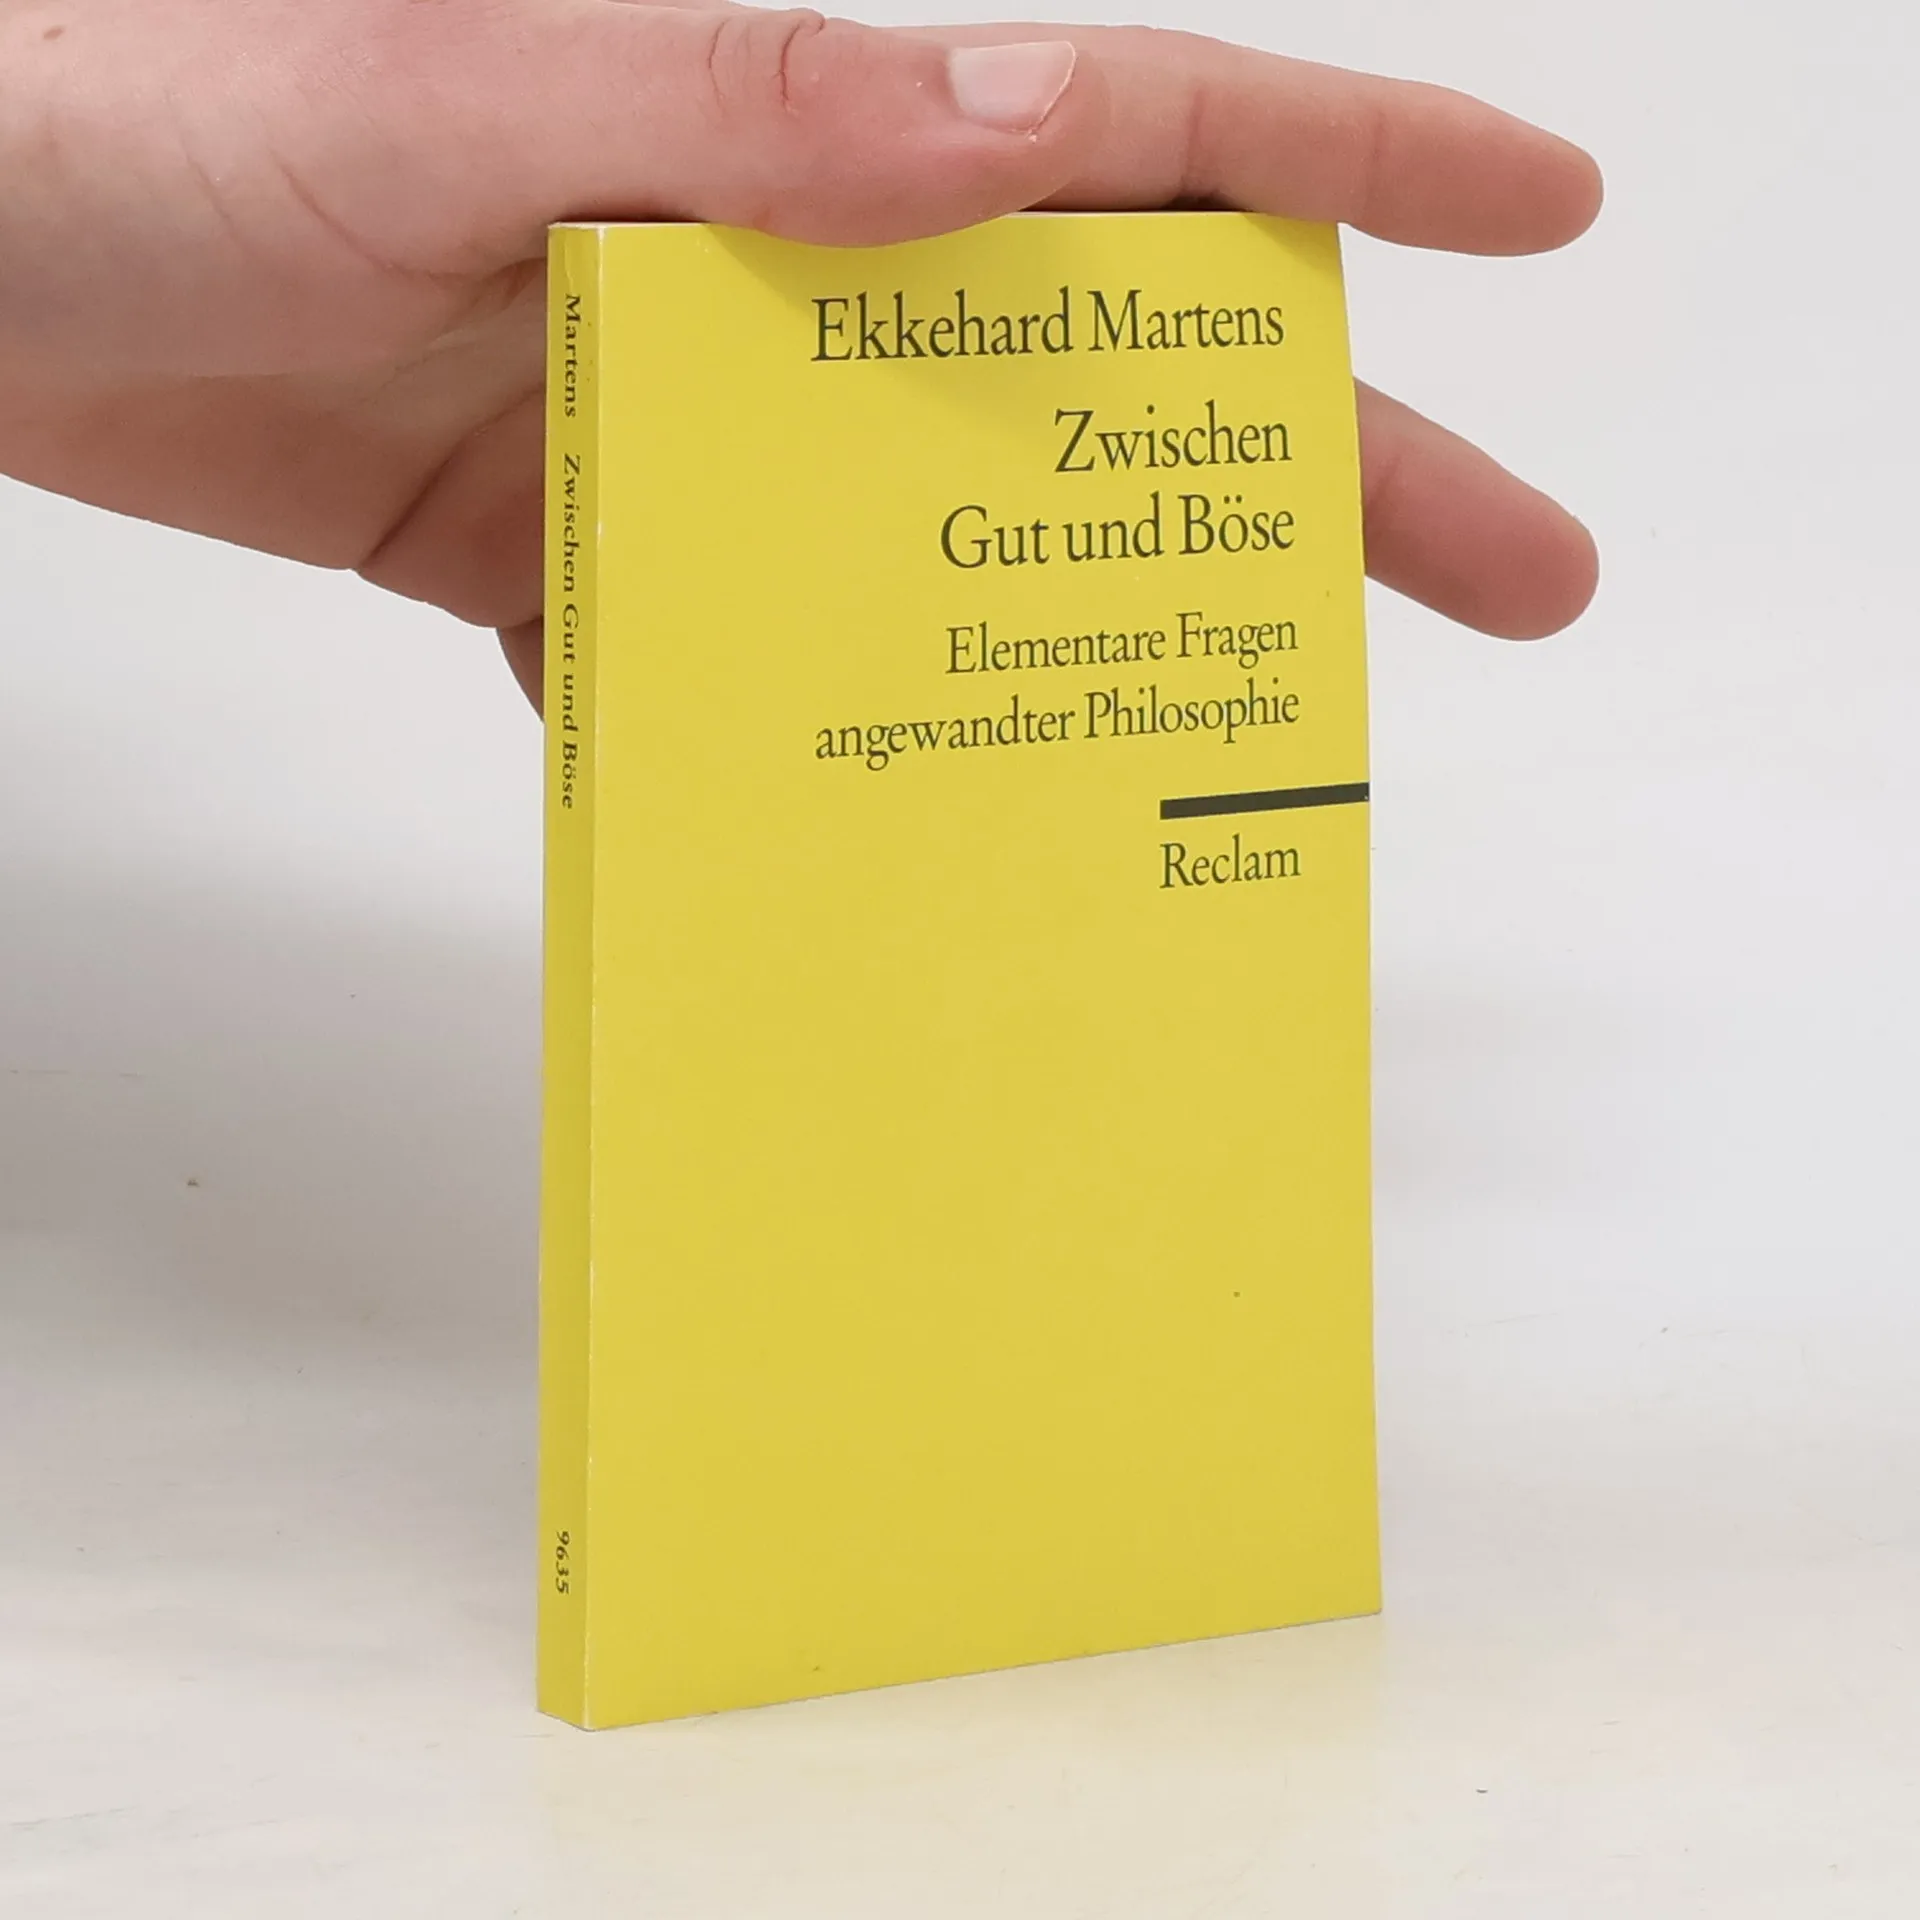 Ekkehard Martens
Zwischen
Gut und Böse
Elementare Fragen
angewandter Philosophie
Reclam
Martens Zwischen Gut und Böse
9635